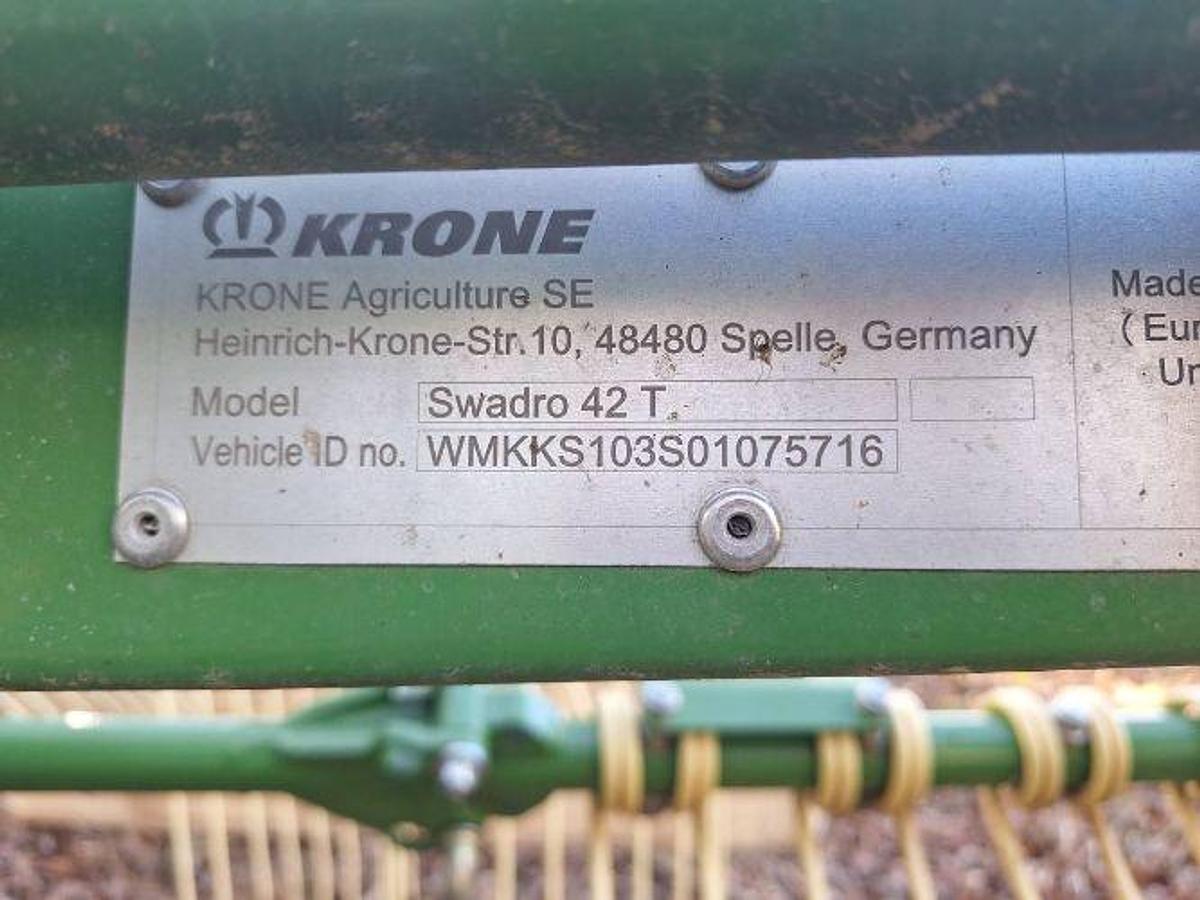 KRONE
KRONE Agriculture SE
Heinrich-Krone-Str.10, 48480 Spelle, Germany
Model Swadro 42 T
Vehicle ID no. WMKKS103S01075716
Made
(Eur
Un